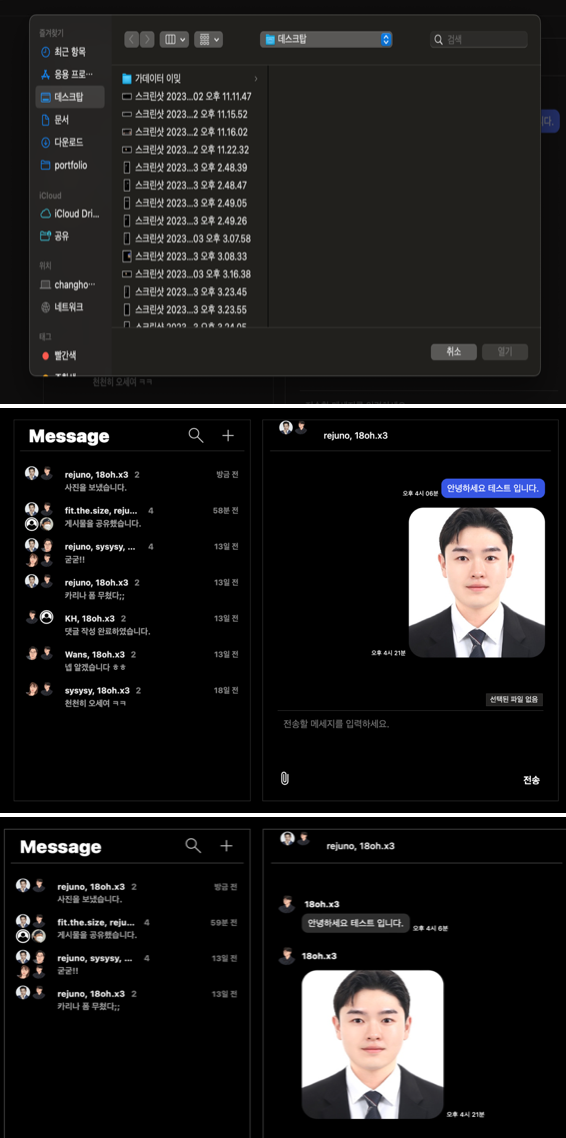 즐겨찾기
최근 항목
응용 프로…
데스크탑
문서
다운로드
portfolio
iCloud
iCloud Dri...
공유
위치
changho…
네트워크
태그
빨간색
데스크탑
검색
가데이터 이밎
스크린샷 2023...02 오후 11.11.47
스크린샷 2023...2 오후 11.15.52
스크린샷 2023...2 오후 11.16.02
스크린샷 2023...2 오후 11.22.32
스크린샷 2023...3 오후 2.48.39
스크린샷 2023...3 오후 2.48.47
스크린샷 2023...3 오후 2.49.05
스크린샷 2023...3 오후 2.49.26
스크린샷 2023...03 오후 3.07.58
스크린샷 2023...3 오후 3.08.33
스크린샷 2023...03 오후 3.16.38
스크린샷 2023...3 오후 3.23.45
스크린샷 2023...3 오후 3.23.55
스크린샷 2023...3 오후 3.24.05
취소
열기
니다.
천천히 오세여 ㅋㅋ
Message
rejuno, 18oh.x3 2
방금 전
사진을 보냈습니다.
fit.the.size, reju... 4
58분 전
게시물을 공유했습니다.
rejuno, sysysy, ... 4
13일 전
굳굳!!
rejuno, 18oh.x3 2
13일 전
카리나 폼 무쳤다;;
KH, 18oh.x3 2
13일 전
댓글 작성 완료하였습니다.
Wans, 18oh.x3 2
13일 전
넵 알겠습니다 ㅎㅎ
sysysy, 18oh.x3 2
18일 전
천천히 오세여 ㅋㅋ
rejuno, 18oh.x3
오후 4시 06분
안녕하세요 테스트 입니다.
오후 4시 21분
선택된 파일 없음
전송할 메세지를 입력하세요.
전송
Message
rejuno, 18oh.x3 2
방금 전
사진을 보냈습니다.
fit.the.size, reju... 4
59분 전
게시물을 공유했습니다.
rejuno, sysysy, ... 4
13일 전
굳굳!!
rejuno, 18oh.x3 2
13일 전
카리나 폼 무쳤다;;
rejuno, 18oh.x3
18oh.x3
안녕하세요 테스트 입니다.
오후 4시 6분
18oh.x3
오후 4시 21분